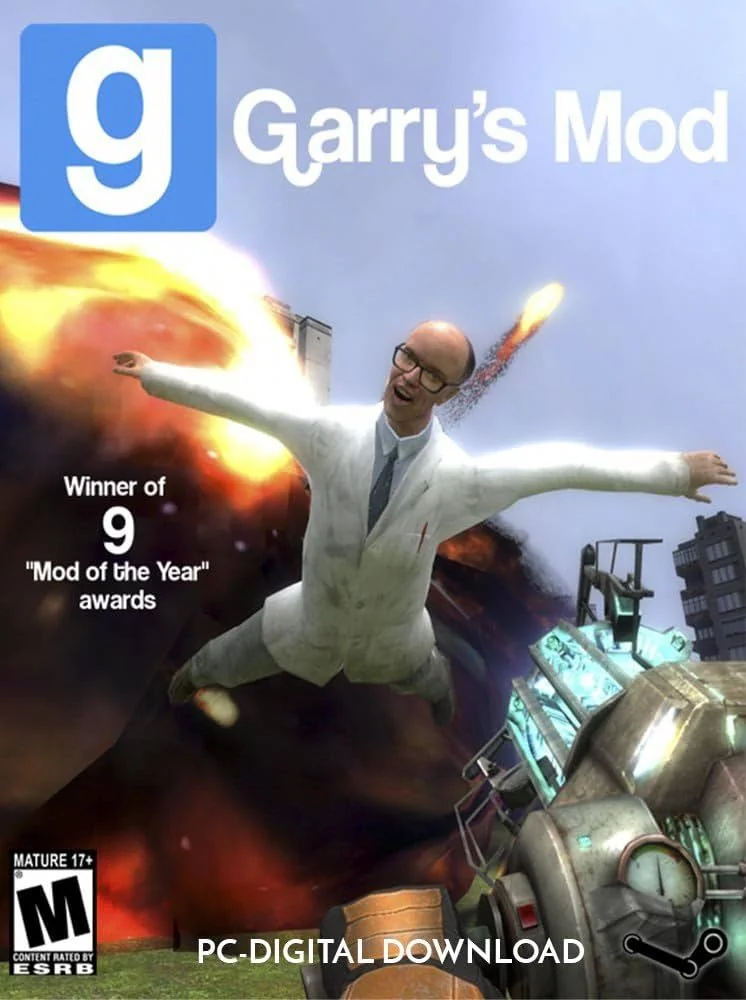 g
Garry's Mod
Winner of
9
"Mod of the Year"
awards
MATURE 17+
M
®
CONTENT RATED BY
ESRB
PC-DIGITAL DOWNLOAD